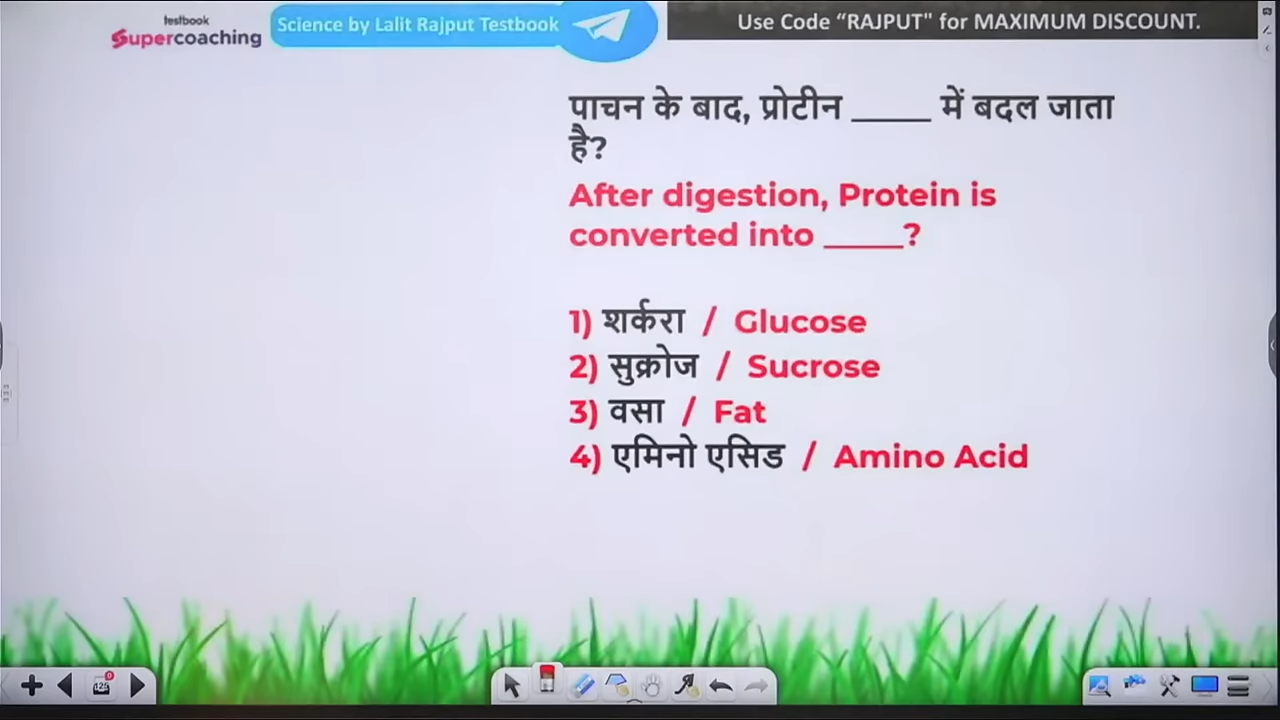 testbook
Supercoaching
Science by Lalit Rajput Testbook
Use Code “RAJPUT" for MAXIMUM DISCOUNT.
पाचन के बाद, प्रोटीन _____ में बदल जाता
है?
After digestion, Protein is
converted into _____?
1) शर्करा / Glucose
2) सुक्रोज / Sucrose
3) वसा / Fat
4) एमिनो एसिड / Amino Acid